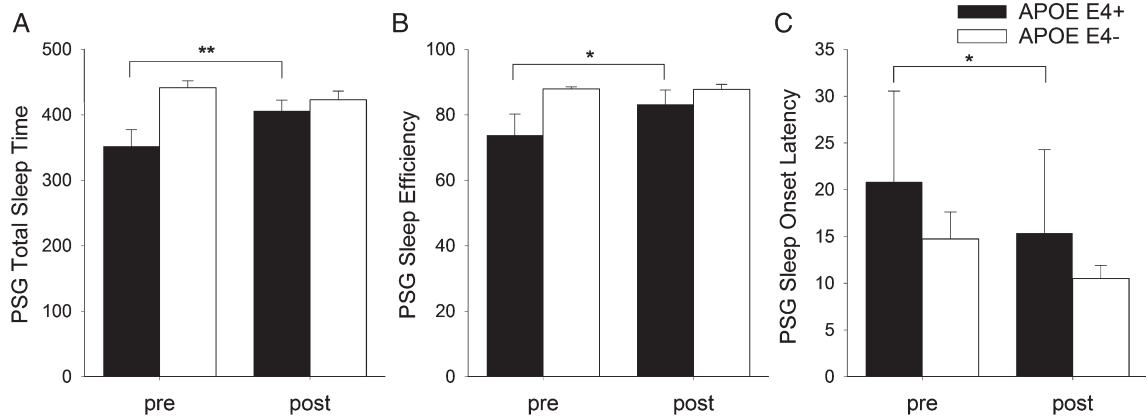 A
B
C
APOE E4+
APOE E4-
PSG Total Sleep Time
500
400
300
200
100
0
**
pre
post
PSG Sleep Efficiency
100
80
60
40
20
0
*
pre
post
PSG Sleep Onset Latency
35
30
25
20
15
10
5
0
*
pre
post